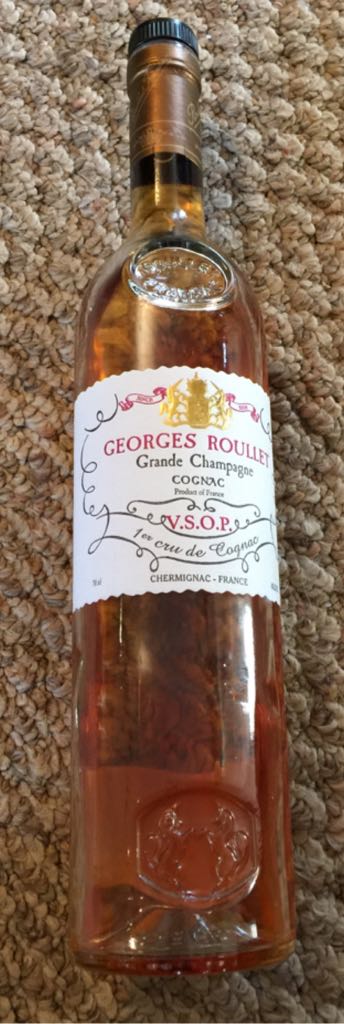 GEORGES ROULLET
Grande Champagne
COGNAC
Product of France
V.S.O.P.
1er cru de Cognac
CHERMIGNAC - FRANCE